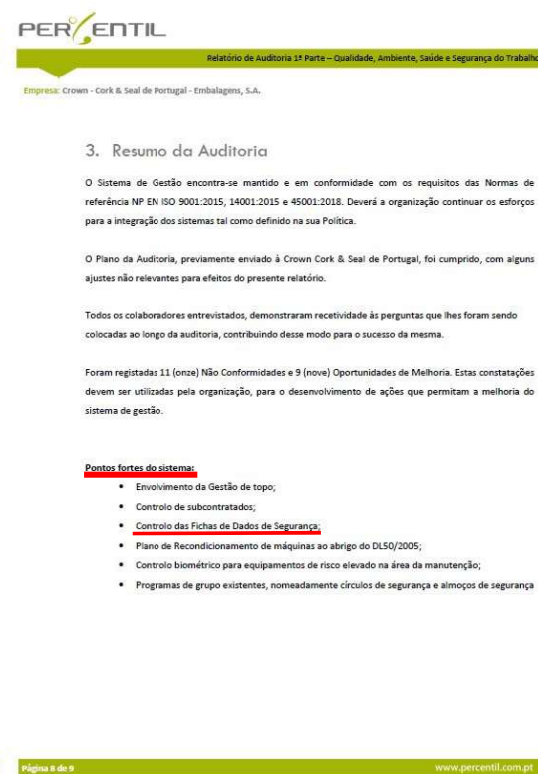 PERCENTIL
Relatório de Auditoria 1ª Parte – Qualidade, Ambiente, Saúde e Segurança do Trabalho
Empresa: Crown - Cork & Seal de Portugal - Embalagens, S.A.
3. Resumo da Auditoria
O Sistema de Gestão encontra-se mantido e em conformidade com os requisitos das Normas de
referência NP EN ISO 9001:2015, 14001:2015 e 45001:2018. Deverá a organização continuar os esforços
para a integração dos sistemas tal como definido na sua Política.
O Plano da Auditoria, previamente enviado à Crown Cork & Seal de Portugal, foi cumprido, com alguns
ajustes não relevantes para efeitos do presente relatório.
Todos os colaboradores entrevistados, demonstraram recetividade às perguntas que lhes foram sendo
colocadas ao longo da auditoria, contribuindo desse modo para o sucesso da mesma.
Foram registadas 11 (onze) Não Conformidades e 9 (nove) Oportunidades de Melhoria. Estas constatações
devem ser utilizadas pela organização, para o desenvolvimento de ações que permitam a melhoria do
sistema de gestão.
Pontos fortes do sistema:
• Envolvimento da Gestão de topo;
• Controlo de subcontratados;
• Controlo das Fichas de Dados de Segurança;
• Plano de Recondicionamento de máquinas ao abrigo do DL50/2005;
• Controlo biométrico para equipamentos de risco elevado na área da manutenção;
• Programas de grupo existentes, nomeadamente círculos de segurança e almoços de segurança
Página 8 de 9
www.percentil.com.pt